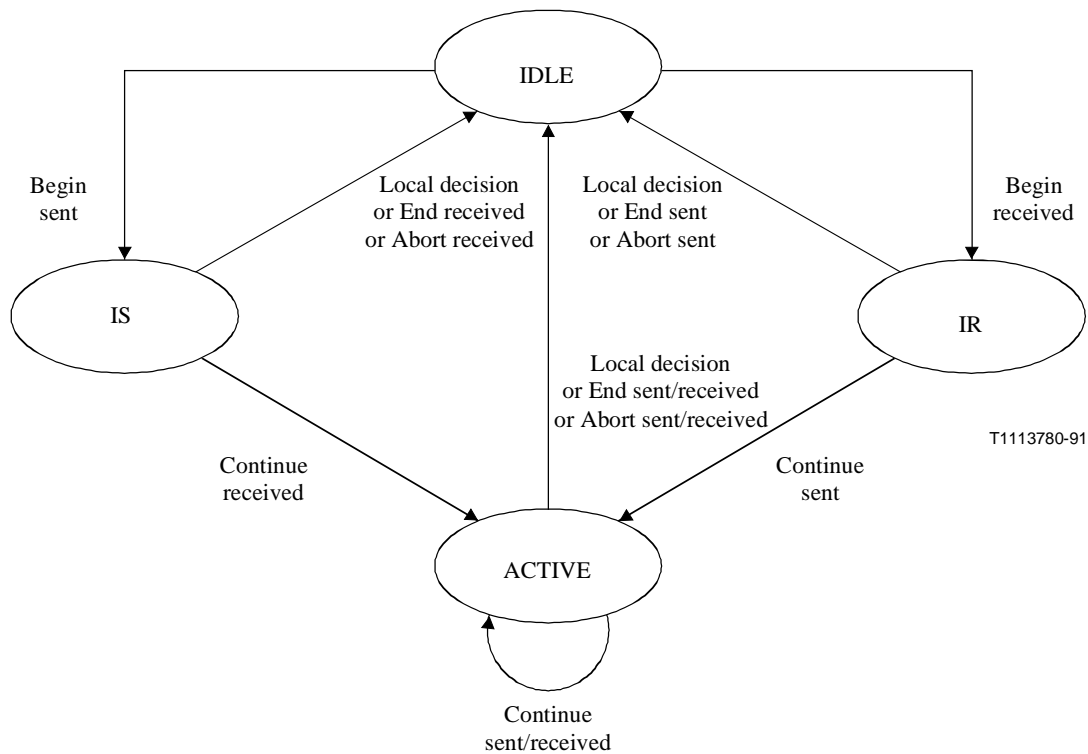 IDLE
Begin
sent
Local decision
or End received
or Abort received
Local decision
or End sent
or Abort sent
Begin
received
IS
IR
Local decision
or End sent/received
or Abort sent/received
T1113780-91
Continue
received
Continue
sent
ACTIVE
Continue
sent/received